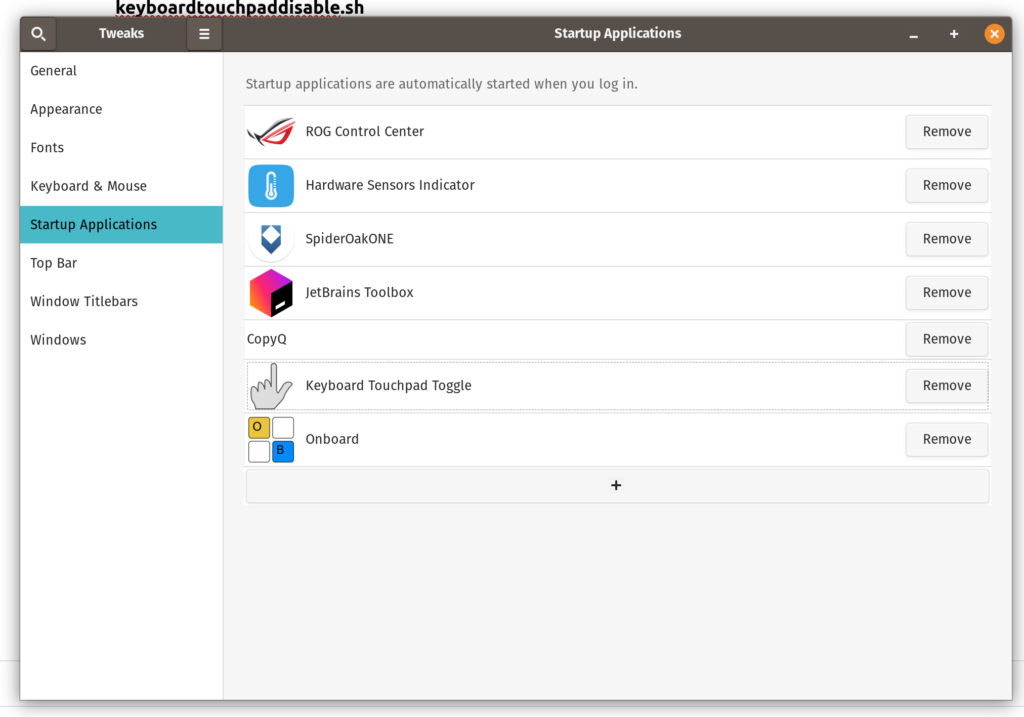 keyboardtouchpaddisable.sh
Tweaks
Startup Applications
General
Appearance
Fonts
Keyboard & Mouse
Startup Applications
Top Bar
Window Titlebars
Windows
Startup applications are automatically started when you log in.
ROG Control Center Remove
Hardware Sensors Indicator Remove
SpiderOakONE Remove
JetBrains Toolbox Remove
CopyQ Remove
Keyboard Touchpad Toggle Remove
O
B
Onboard Remove
+